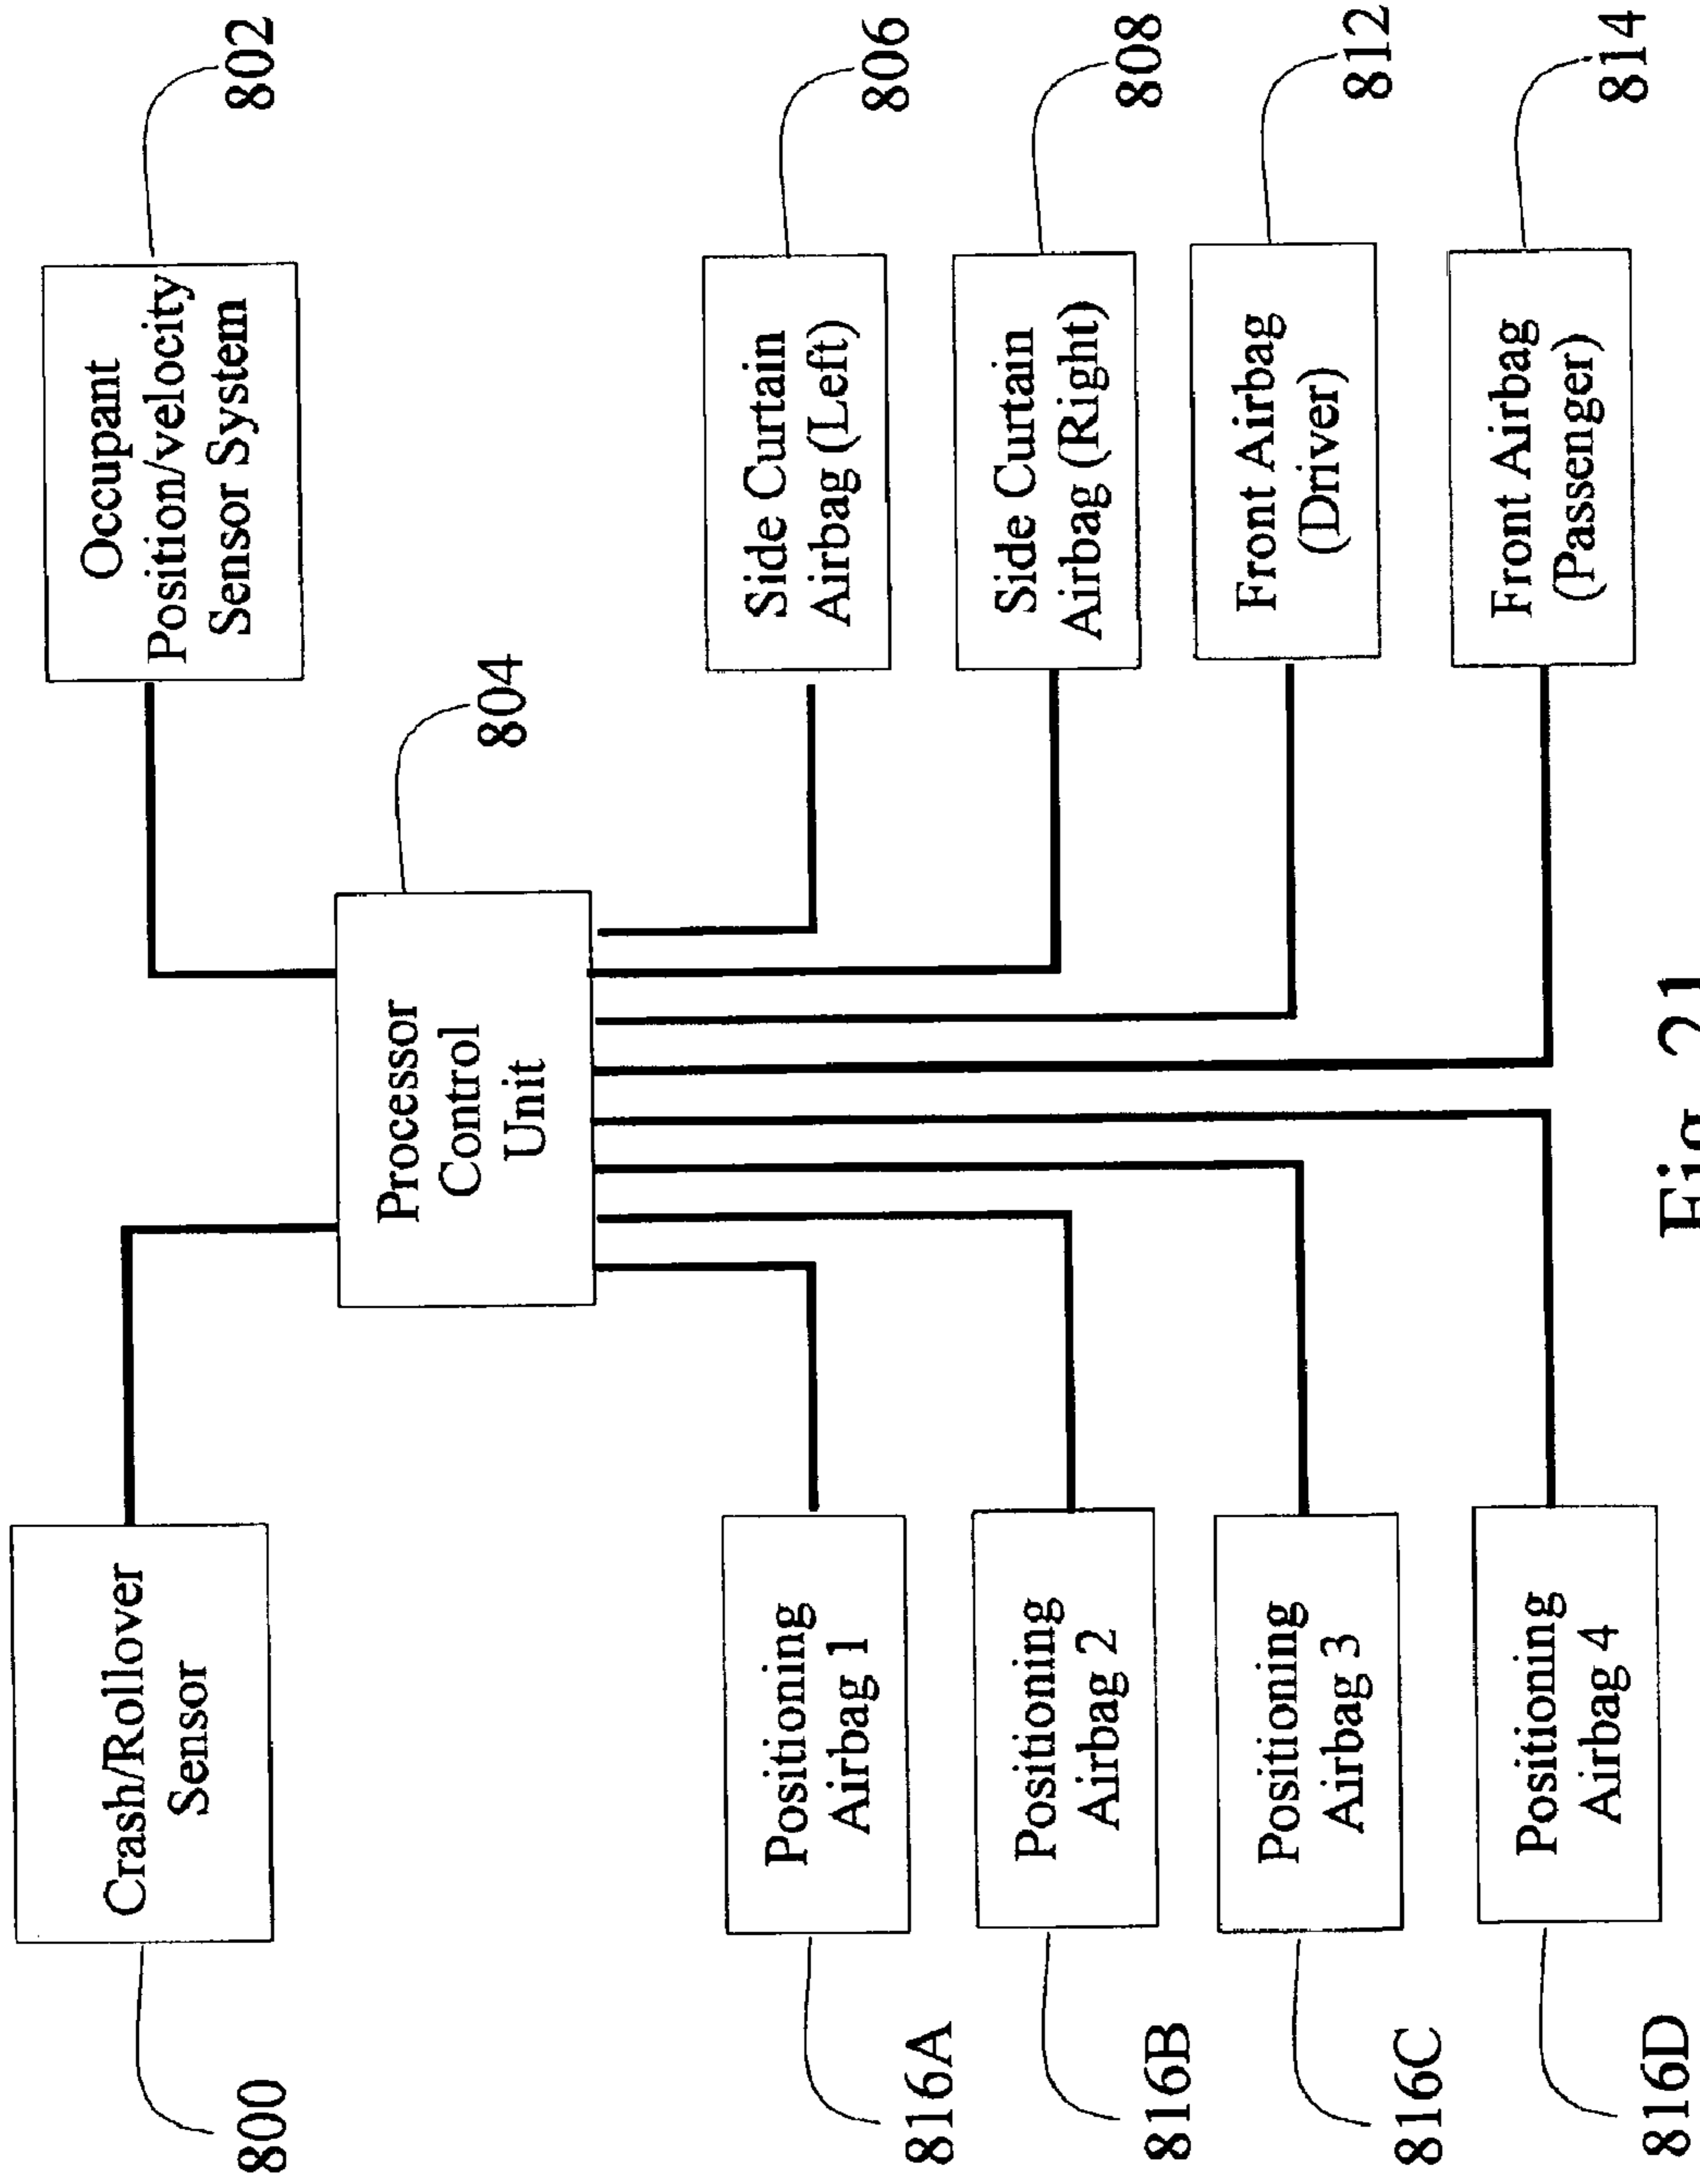 800
Crash/Rollover
Sensor
Occupant
Position/velocity
Sensor System
802
Processor
Control
Unit
804
816A
Positioning
Airbag 1
Side Curtain
Airbag (Left)
806
816B
Positioning
Airbag 2
Side Curtain
Airbag (Right)
808
816C
Positioning
Airbag 3
Front Airbag
(Driver)
812
816D
Positioning
Airbag 4
Front Airbag
(Passenger)
814
Fig. 21